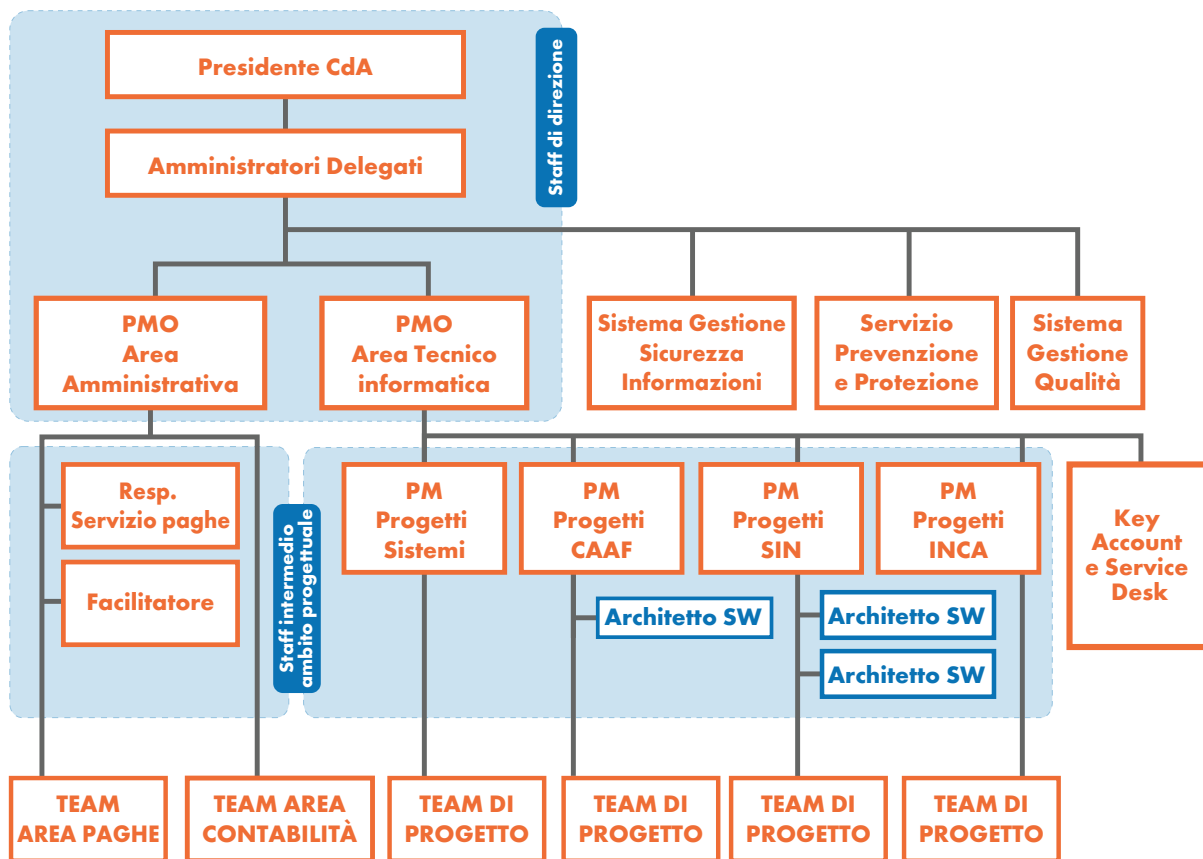 Presidente CdA
Staff di direzione
Amministratori Delegati
PMO
Area
Amministrativa
PMO
Area Tecnico
informatica
Sistema Gestione
Sicurezza
Informazioni
Servizio
Prevenzione
e Protezione
Sistema
Gestione
Qualità
Resp.
Servizio paghe
Facilitatore
Staff intermedio
ambito progettuale
PM
Progetti
Sistemi
PM
Progetti
CAAF
PM
Progetti
SIN
PM
Progetti
INCA
Key
Account
e Service
Desk
Architetto SW
Architetto SW
Architetto SW
TEAM
AREA PAGHE
TEAM AREA
CONTABILITÀ
TEAM DI
PROGETTO
TEAM DI
PROGETTO
TEAM DI
PROGETTO
TEAM DI
PROGETTO